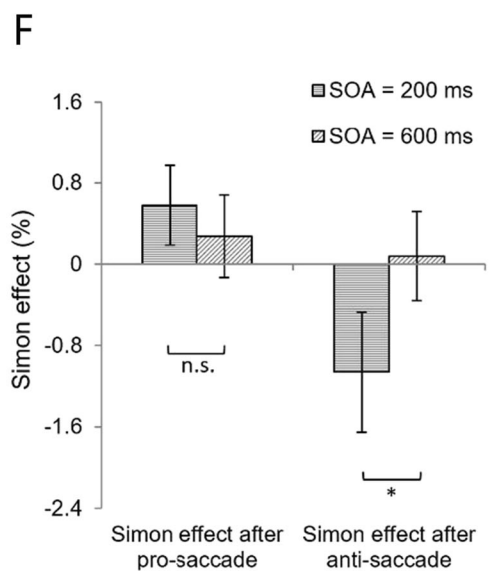 F
SOA = 200 ms
SOA = 600 ms
1.6
0.8
0
-0.8
-1.6
-2.4
Simon effect (%)
n.s.
*
Simon effect after
pro-saccade
Simon effect after
anti-saccade